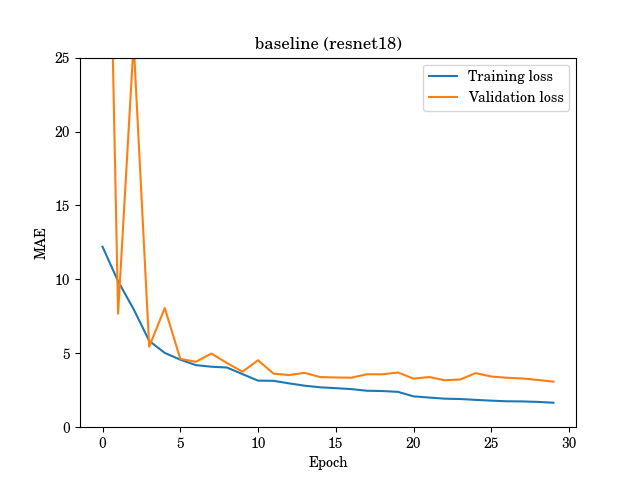 baseline (resnet18)
Training loss
Validation loss
MAE
25
20
15
10
5
0
0 5 10 15 20 25 30
Epoch